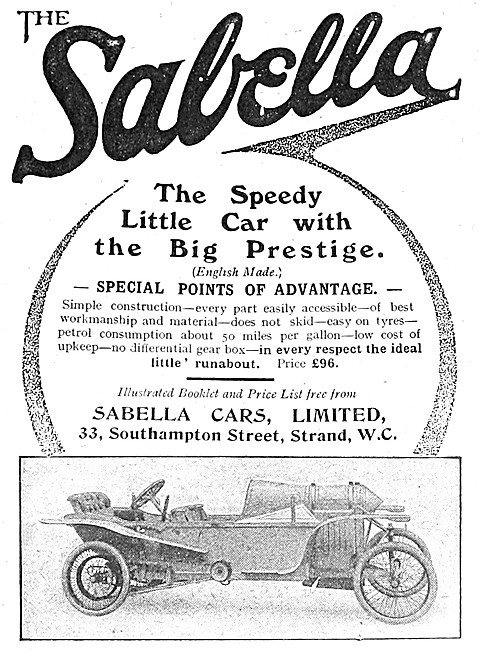 THE
Sabella
The Speedy
Little Car with
the Big Prestige.
(English Made.)
— SPECIAL POINTS OF ADVANTAGE. —
Simple construction—every part easily accessible—of best
workmanship and material—does not skid—easy on tyres—
petrol consumption about 50 miles per gallon—low cost of
upkeep—no differential gear box—in every respect the ideal
little' runabout. Price £96.
Illustrated Booklet and Price List free from
SABELLA CARS, LIMITED,
33, Southampton Street, Strand, W.C.